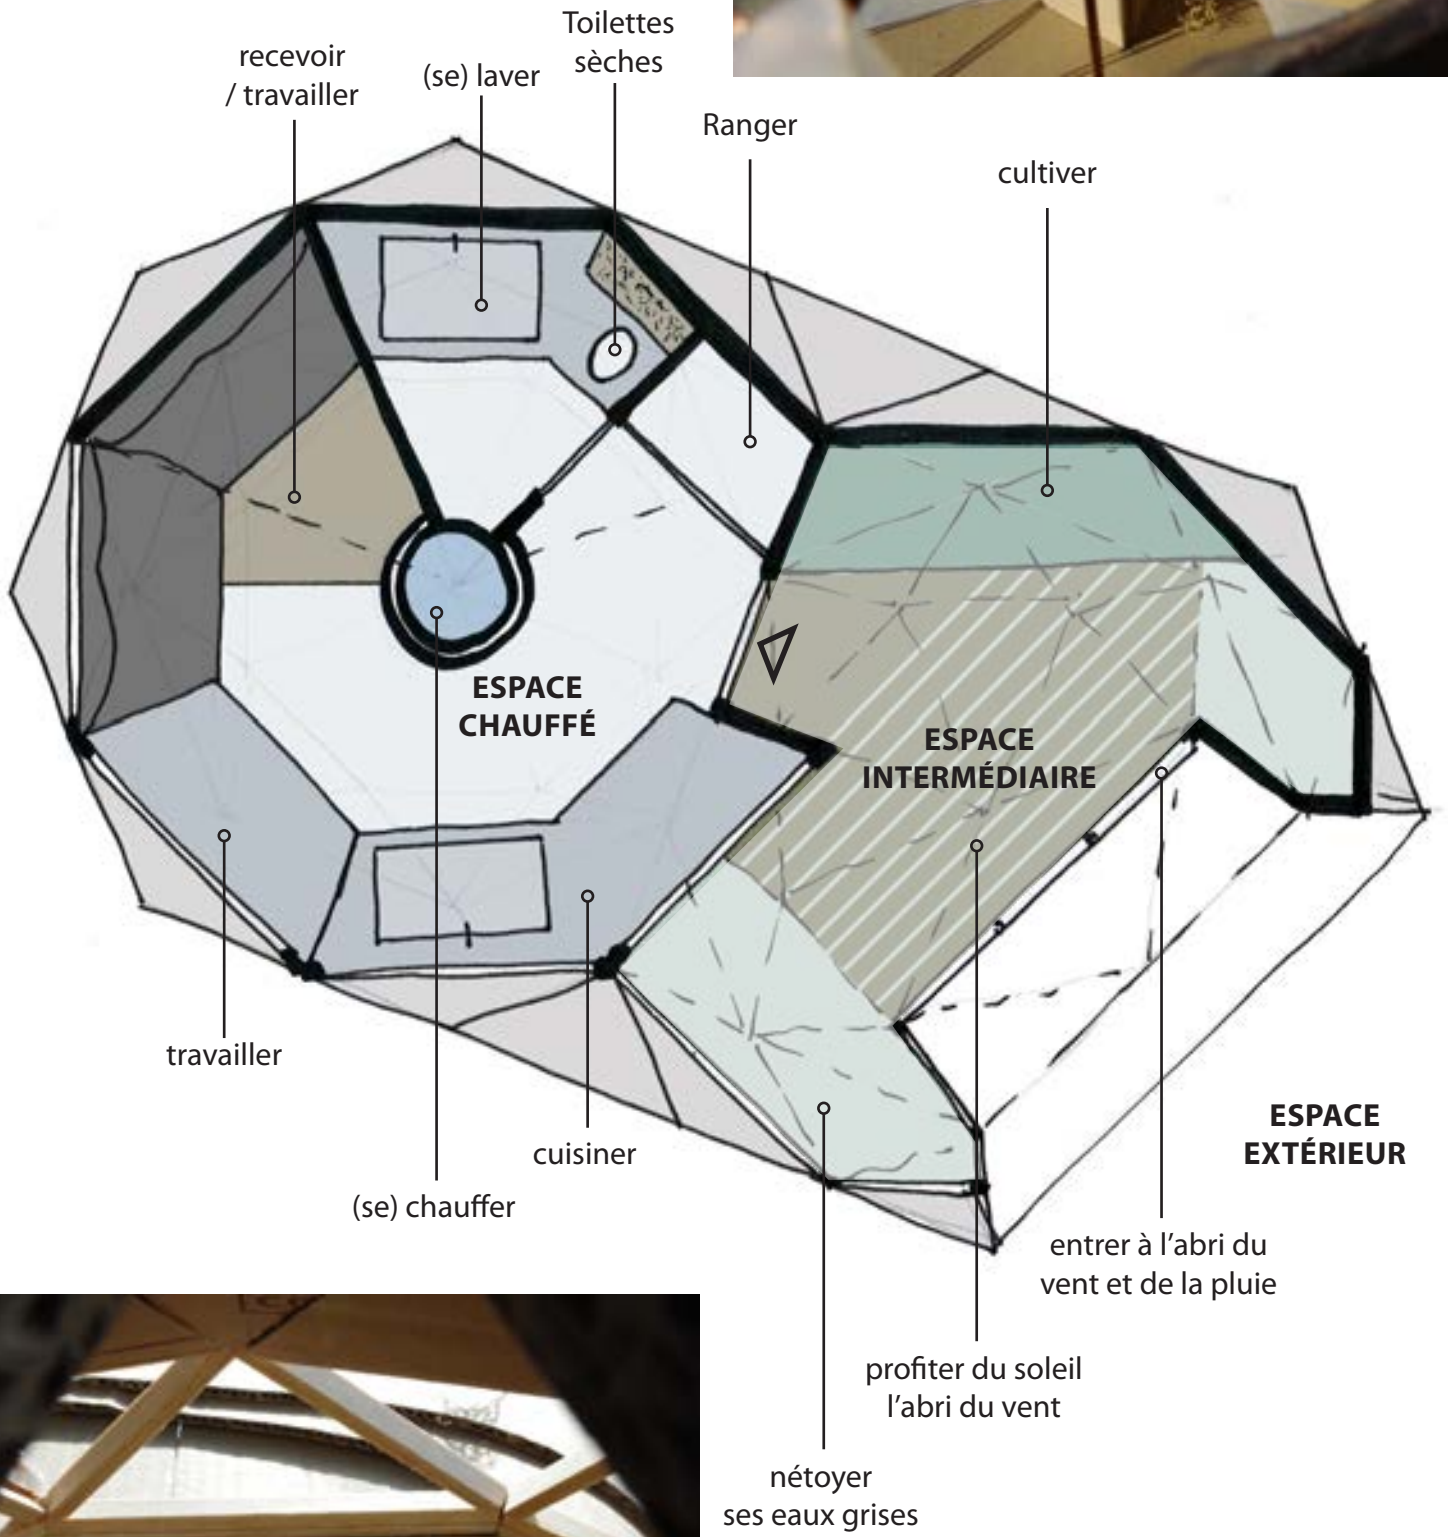 Toilettes
sèches
recevoir
/ travailler
(se) laver
Ranger
cultiver
ESPACE
CHAUFFÉ
ESPACE
INTERMÉDIAIRE
travailler
cuisiner
(se) chauffer
ESPACE
EXTÉRIEUR
entrer à l'abri du
vent et de la pluie
profiter du soleil
l'abri du vent
nétoyer
ses eaux grises